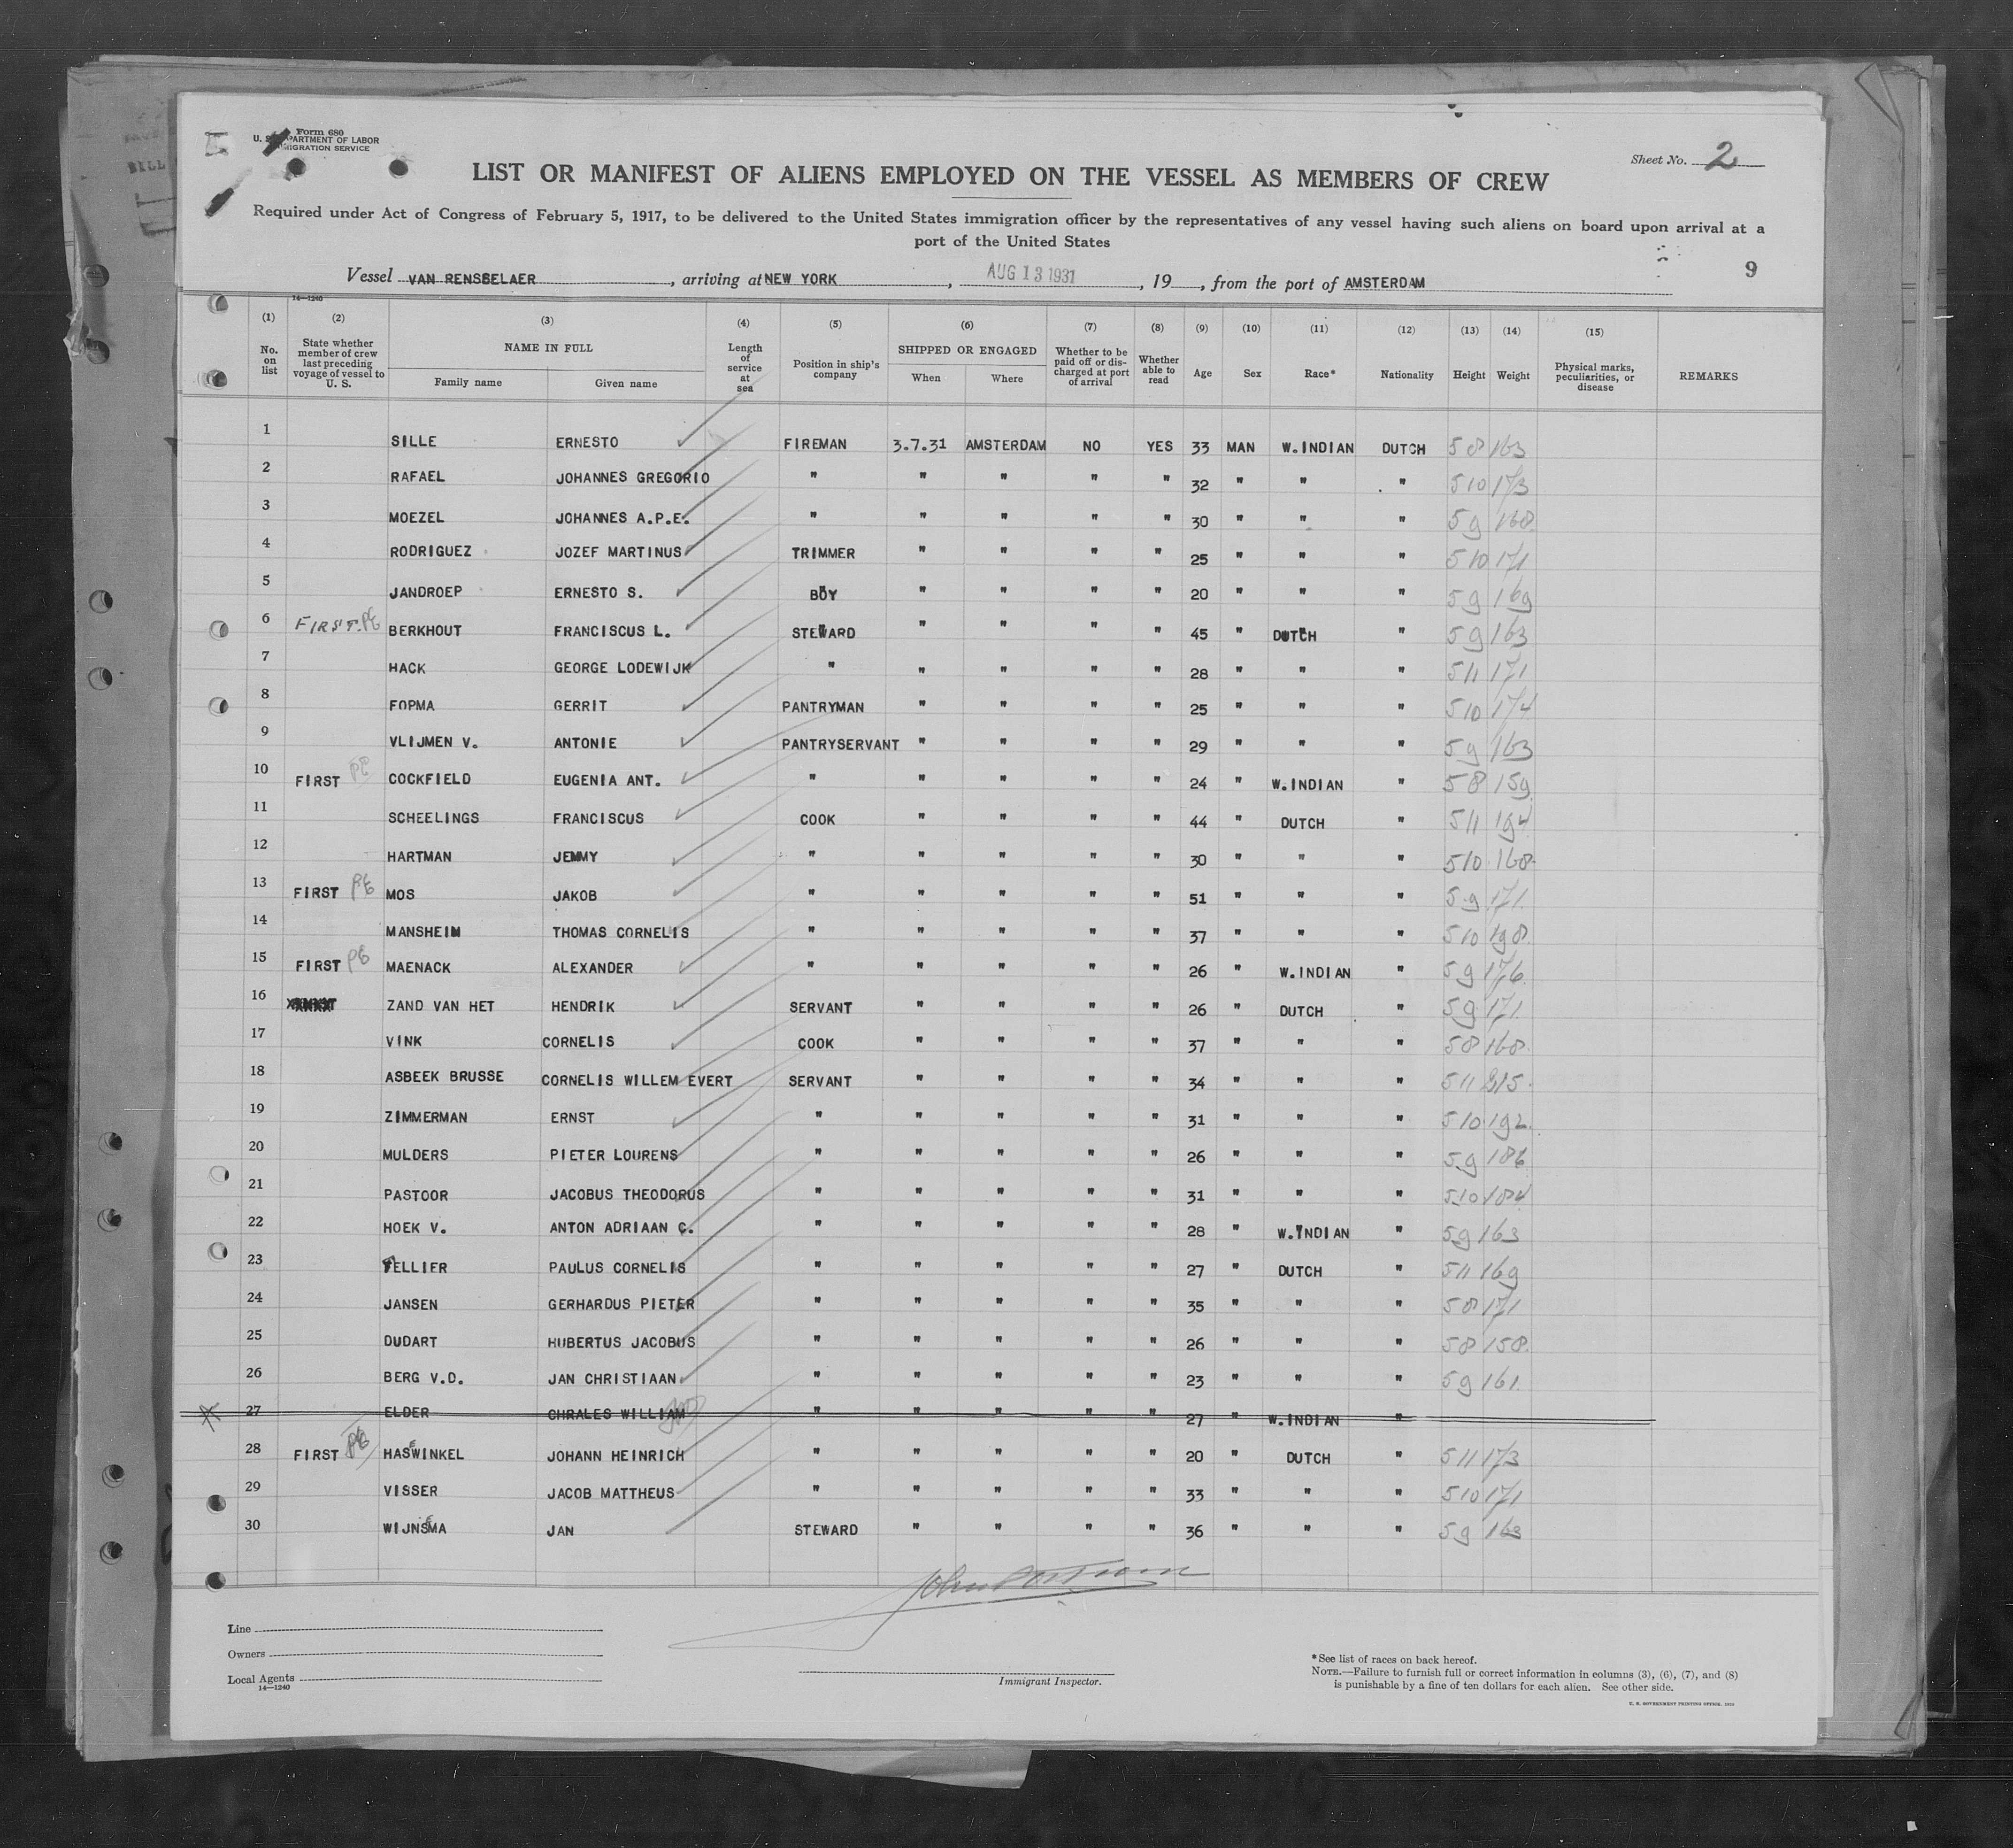 Form 680
U. S. DEPARTMENT OF LABOR
IMMIGRATION SERVICE
Sheet No. 2
LIST OR MANIFEST OF ALIENS EMPLOYED ON THE VESSEL AS MEMBERS OF CREW
Required under Act of Congress of February 5, 1917, to be delivered to the United States immigration officer by the representatives of any vessel having such aliens on board upon arrival at a
port of the United States
9
Vessel VAN RENSSELAER, arriving at NEW YORK, AUG 13 1931, 19, from the port of AMSTERDAM
14—1240
(1) (2) (3) (4) (5) (6) (7) (8) (9) (10) (11) (12) (13) (14) (15)
No. on list State whether member of crew last preceding voyage of vessel to U. S. NAME IN FULL Family name Given name Length of service at sea Position in ship's company SHIPPED OR ENGAGED When Where Whether to be paid off or discharged at port of arrival Whether able to read Age Sex Race* Nationality Height Weight Physical marks, peculiarities, or disease REMARKS
1 SILLE ERNESTO FIREMAN 3.7.31 AMSTERDAM NO YES 33 MAN W.INDIAN DUTCH 5 8 163
2 RAFAEL JOHANNES GREGORIO " " " " " 32 " " " 5 10 173
3 MOEZEL JOHANNES A.P.E. " " " " " 30 " " " 5 9 168
4 RODRIGUEZ JOZEF MARTINUS TRIMMER " " " " 25 " " " 5 10 171
5 JANDROEP ERNESTO S. BOY " " " " 20 " " " 5 9 169
6 FIRST. BERKHOUT FRANCISCUS L. STEWARD " " " " 45 " DUTCH " 5 9 163
7 HACK GEORGE LODEWIJK " " " " " 28 " " " 5 11 171
8 FOPMA GERRIT PANTRYMAN " " " " 25 " " " 5 10 174
9 VLIJMEN V. ANTONIE PANTRYSERVANT " " " " 29 " " " 5 9 163
10 FIRST COCKFIELD EUGENIA ANT. " " " " " 24 " W.INDIAN " 5 8 159
11 SCHEELINGS FRANCISCUS COOK " " " " 44 " DUTCH " 5 11 194
12 HARTMAN JEMMY " " " " " 30 " " " 5 10 168
13 FIRST MOS JAKOB " " " " " 51 " " " 5 9 171
14 MANSHEIM THOMAS CORNELIS " " " " " 37 " " " 5 10 198
15 FIRST MAENACK ALEXANDER " " " " " 26 " W.INDIAN " 5 9 176
16 ZAND VAN HET HENDRIK SERVANT " " " " 26 " DUTCH " 5 9 171
17 VINK CORNELIS COOK " " " " 37 " " " 5 8 168
18 ASBEEK BRUSSE CORNELIS WILLEM EVERT SERVANT " " " " 34 " " " 5 11 215
19 ZIMMERMAN ERNST " " " " " 31 " " " 5 10 192
20 MULDERS PIETER LOURENS " " " " " 26 " " " 5 9 186
21 PASTOOR JACOBUS THEODORUS " " " " " 31 " " " 5 10 184
22 HOEK V. ANTON ADRIAAN C. " " " " " 28 " W.INDIAN " 5 9 163
23 TELLIER PAULUS CORNELIS " " " " " 27 " DUTCH " 5 11 169
24 JANSEN GERHARDUS PIETER " " " " " 35 " " " 5 8 171
25 DUDART HUBERTUS JACOBUS " " " " " 26 " " " 5 8 158
26 BERG V.D. JAN CHRISTIAAN " " " " " 23 " " " 5 9 161
27 ELDER CHRALES WILLIAM " " " " " 27 " W.INDIAN "
28 FIRST HASEWINKEL JOHANN HEINRICH " " " " " 20 " DUTCH " 5 11 173
29 VISSER JACOB MATTHEUS " " " " " 33 " " " 5 10 171
30 WIJNSMA JAN STEWARD " " " " 36 " " " 5 9 163
Line
Owners
Local Agents
14—1240
Immigrant Inspector.
*See list of races on back hereof.
NOTE.—Failure to furnish full or correct information in columns (3), (6), (7), and (8)
is punishable by a fine of ten dollars for each alien. See other side.
U. S. GOVERNMENT PRINTING OFFICE